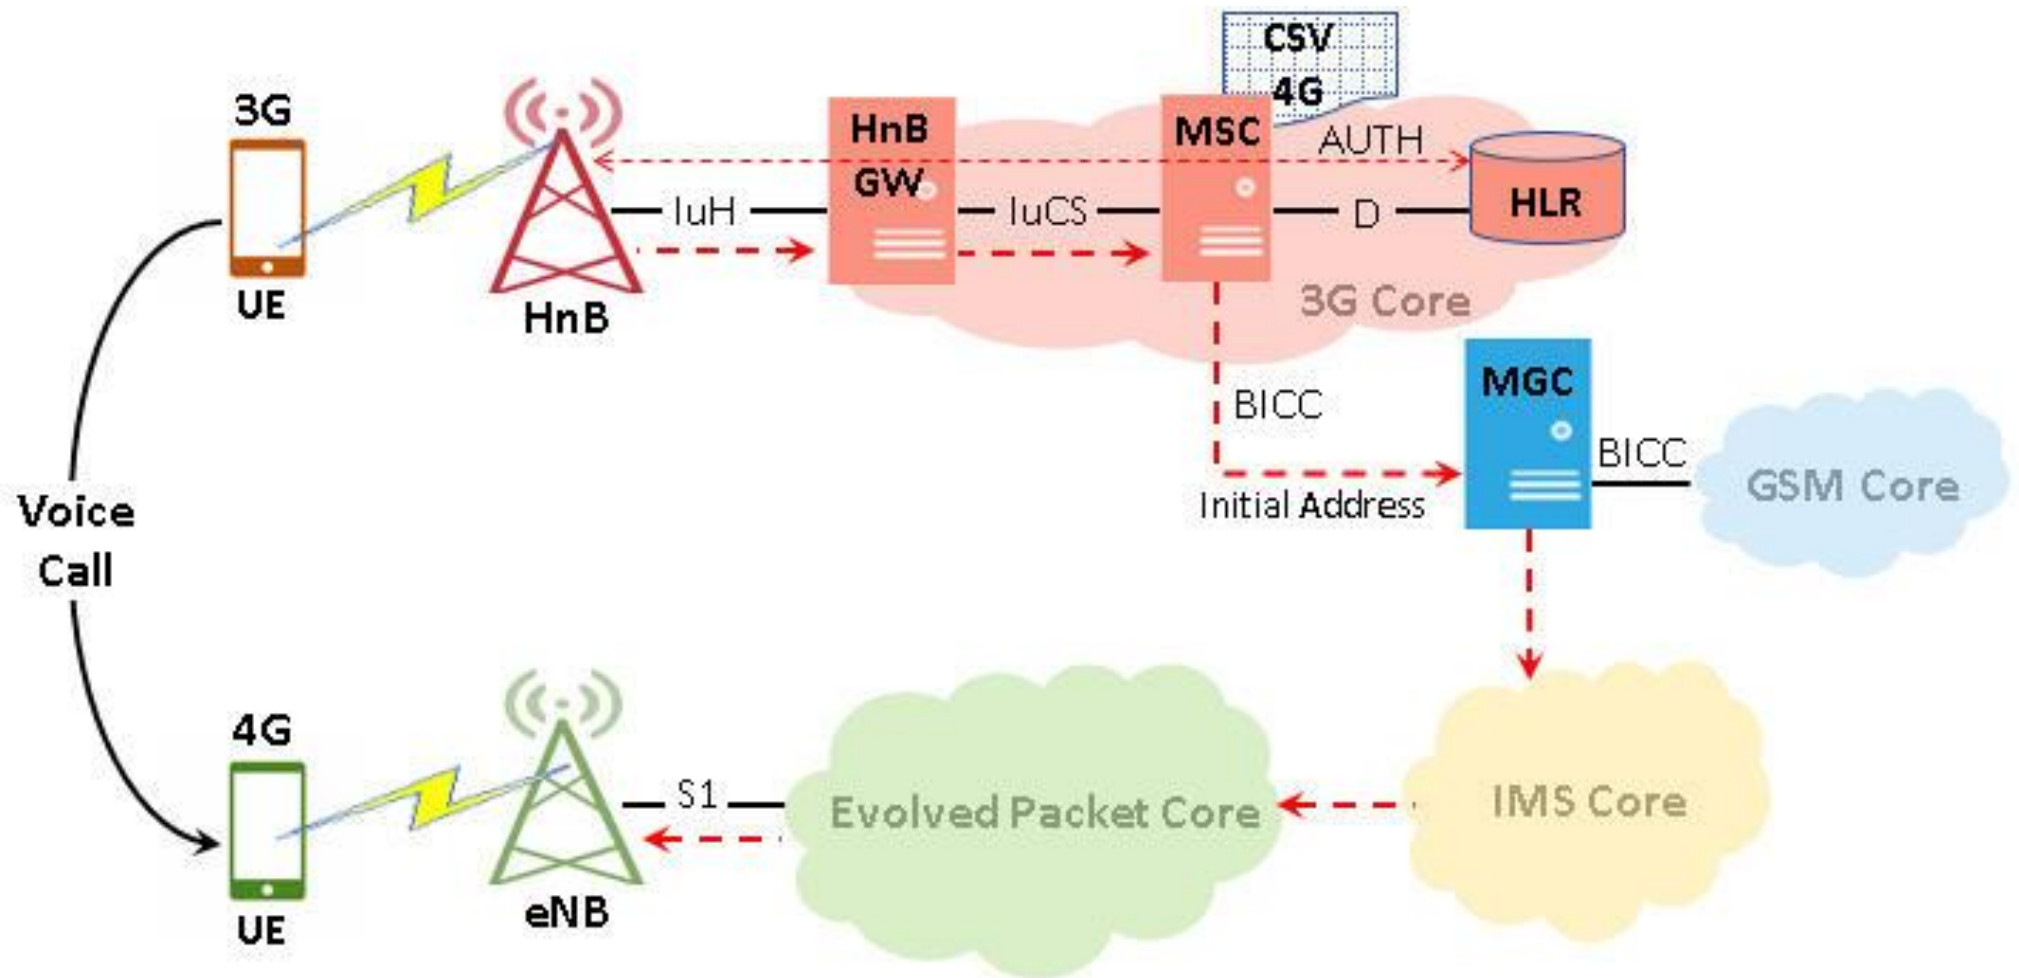 CSV
4G
3G
HnB
GW
MSC
AUTH
HLR
IuH
IuCS
D
UE
HnB
3G Core
MGC
BICC
BICC
GSM Core
Initial Address
Voice
Call
4G
S1
Evolved Packet Core
IMS Core
UE
eNB